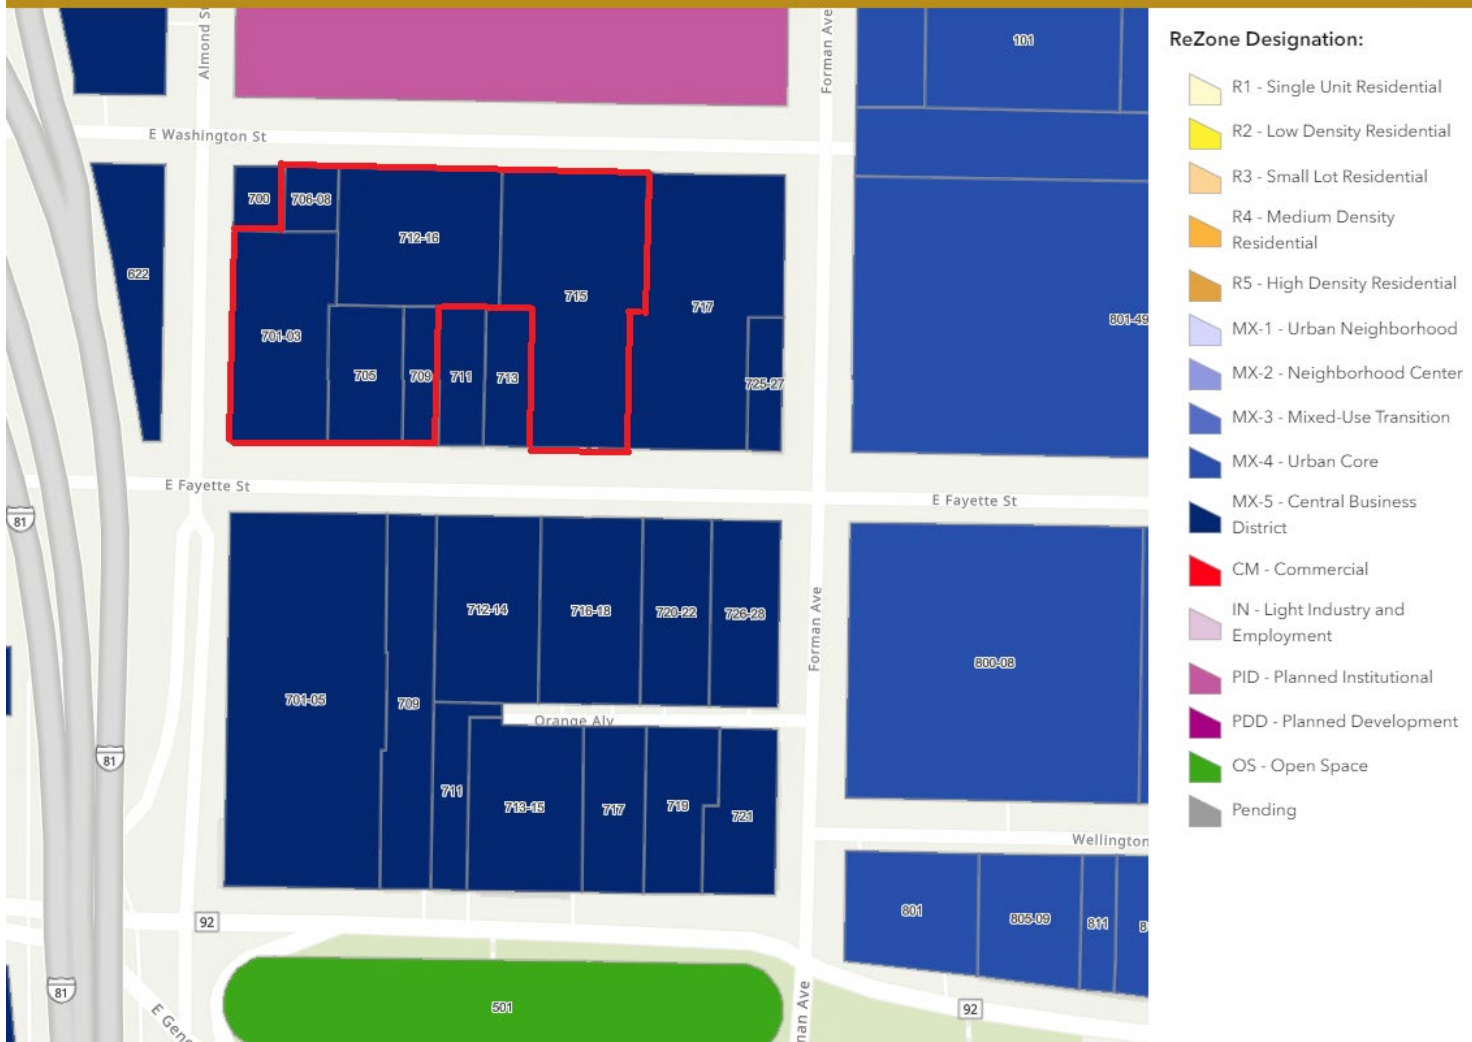 Almond St
Forman Ave
101
E Washington St
700
706-08
712-16
715
717
622
701-03
705
709
711
713
725-27
801-49
E Fayette St
E Fayette St
81
712-14
716-18
720-22
726-28
Forman Ave
800-08
701-05
709
Orange Aly
81
711
713-15
717
719
721
Wellington
92
801
805-09
811
8
81
501
92
E Gene
nan Ave
ReZone Designation:
R1 - Single Unit Residential
R2 - Low Density Residential
R3 - Small Lot Residential
R4 - Medium Density
Residential
R5 - High Density Residential
MX-1 - Urban Neighborhood
MX-2 - Neighborhood Center
MX-3 - Mixed-Use Transition
MX-4 - Urban Core
MX-5 - Central Business
District
CM - Commercial
IN - Light Industry and
Employment
PID - Planned Institutional
PDD - Planned Development
OS - Open Space
Pending